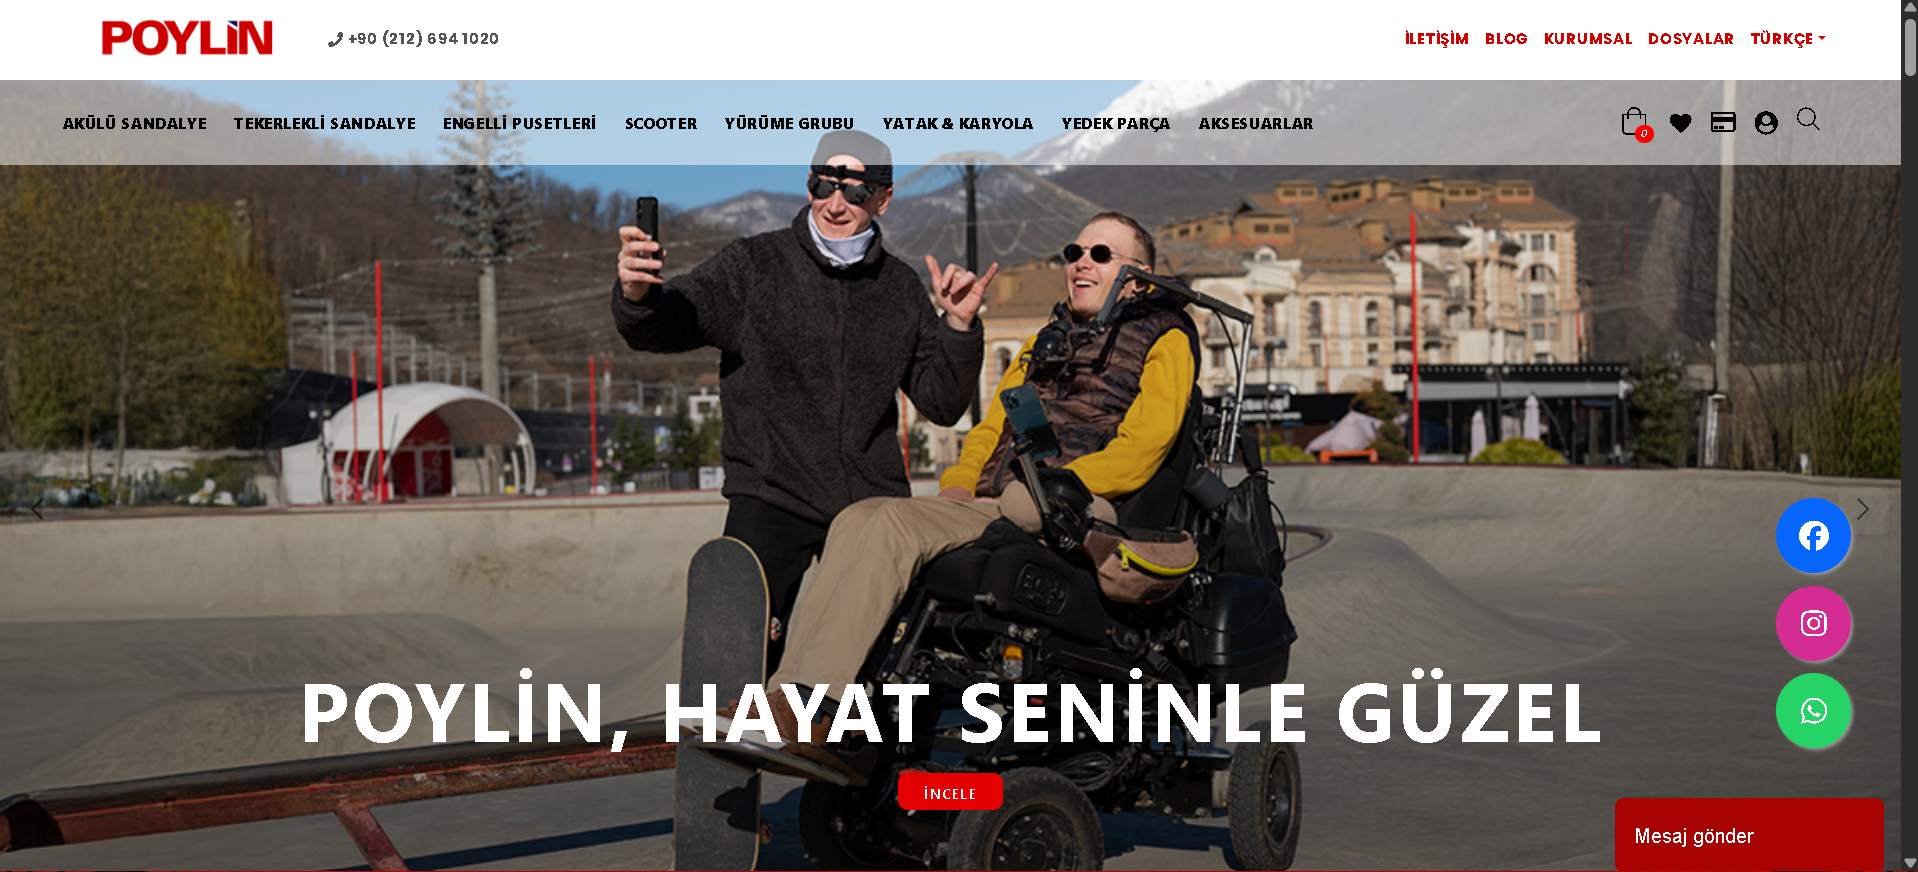 POYLİN
+90 (212) 694 1020
İLETİŞİM BLOG KURUMSAL DOSYALAR TÜRKÇE
AKÜLÜ SANDALYE TEKERLEKLİ SANDALYE ENGELLİ PUSETLERİ SCOOTER YÜRÜME GRUBU YATAK & KARYOLA YEDEK PARÇA AKSESUARLAR
0
POYLİN, HAYAT SENİNLE GÜZEL
İNCELE
Mesaj gönder